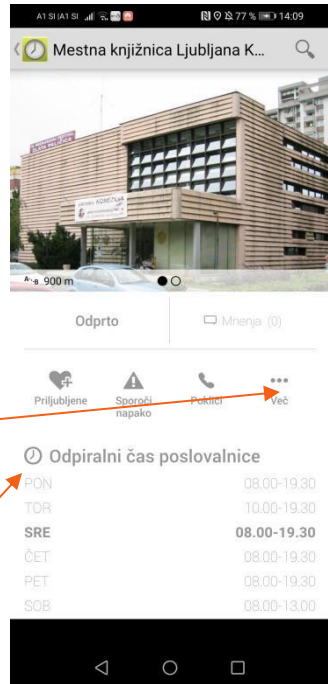 A1 SI |A1 SI 77 % 14:09
Mestna knjižnica Ljubljana K...
900 m
Odprto
Mnenja (0)
Priljubljene
Sporoči napako
Pokliči
Več
Odpiralni čas poslovalnice
PON 08.00-19.30
TOR 10.00-19.30
SRE 08.00-19.30
ČET 08.00-19.30
PET 08.00-19.30
SOB 08.00-13.00